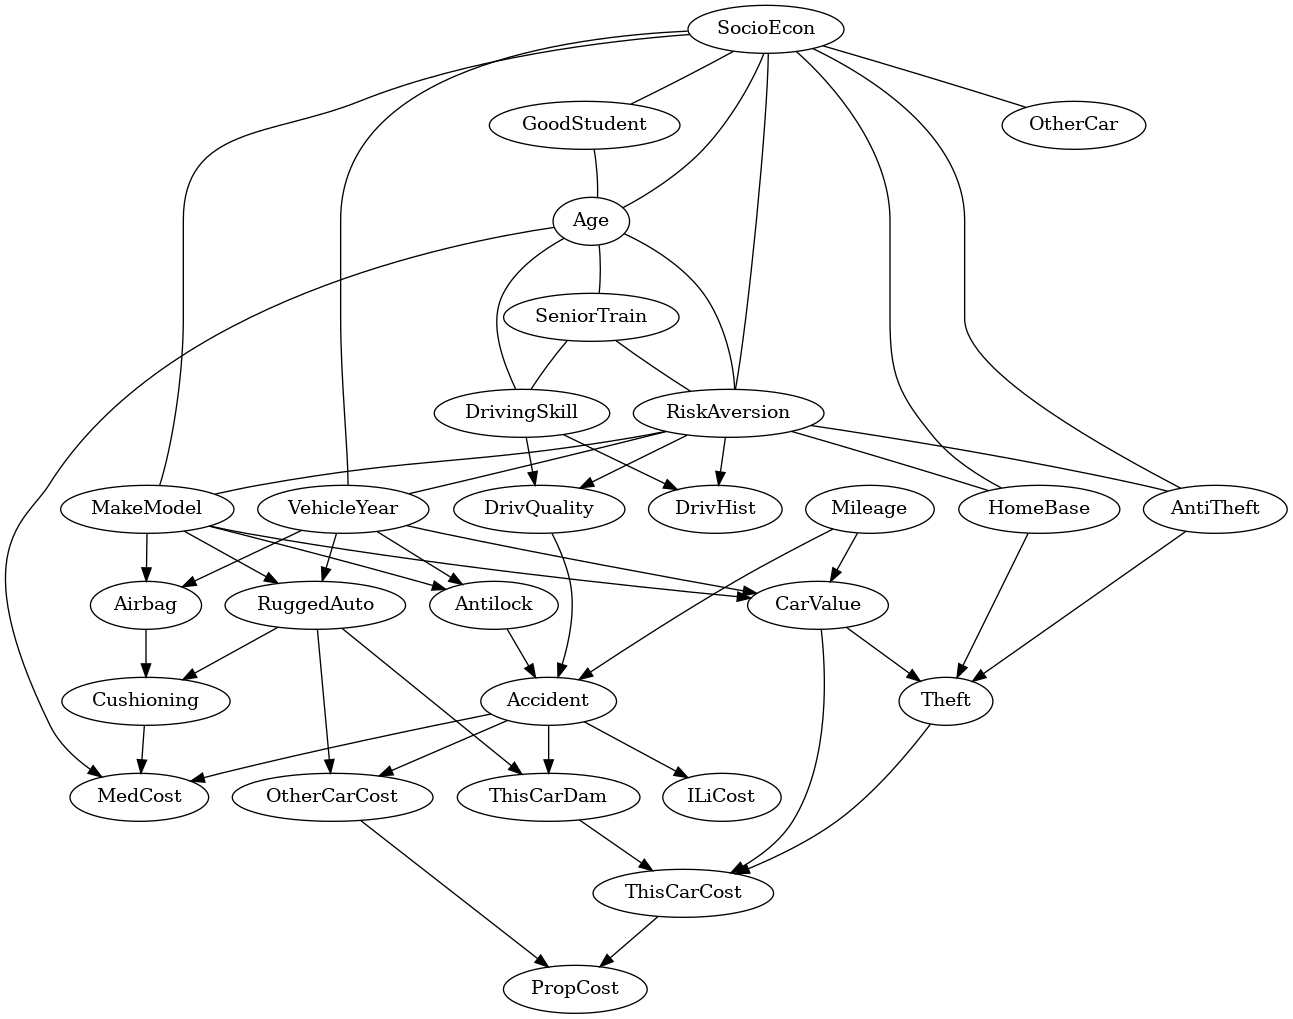 SocioEcon
GoodStudent
OtherCar
Age
SeniorTrain
DrivingSkill
RiskAversion
MakeModel
VehicleYear
DrivQuality
DrivHist
Mileage
HomeBase
AntiTheft
Airbag
RuggedAuto
Antilock
CarValue
Cushioning
Accident
Theft
MedCost
OtherCarCost
ThisCarDam
ILiCost
ThisCarCost
PropCost